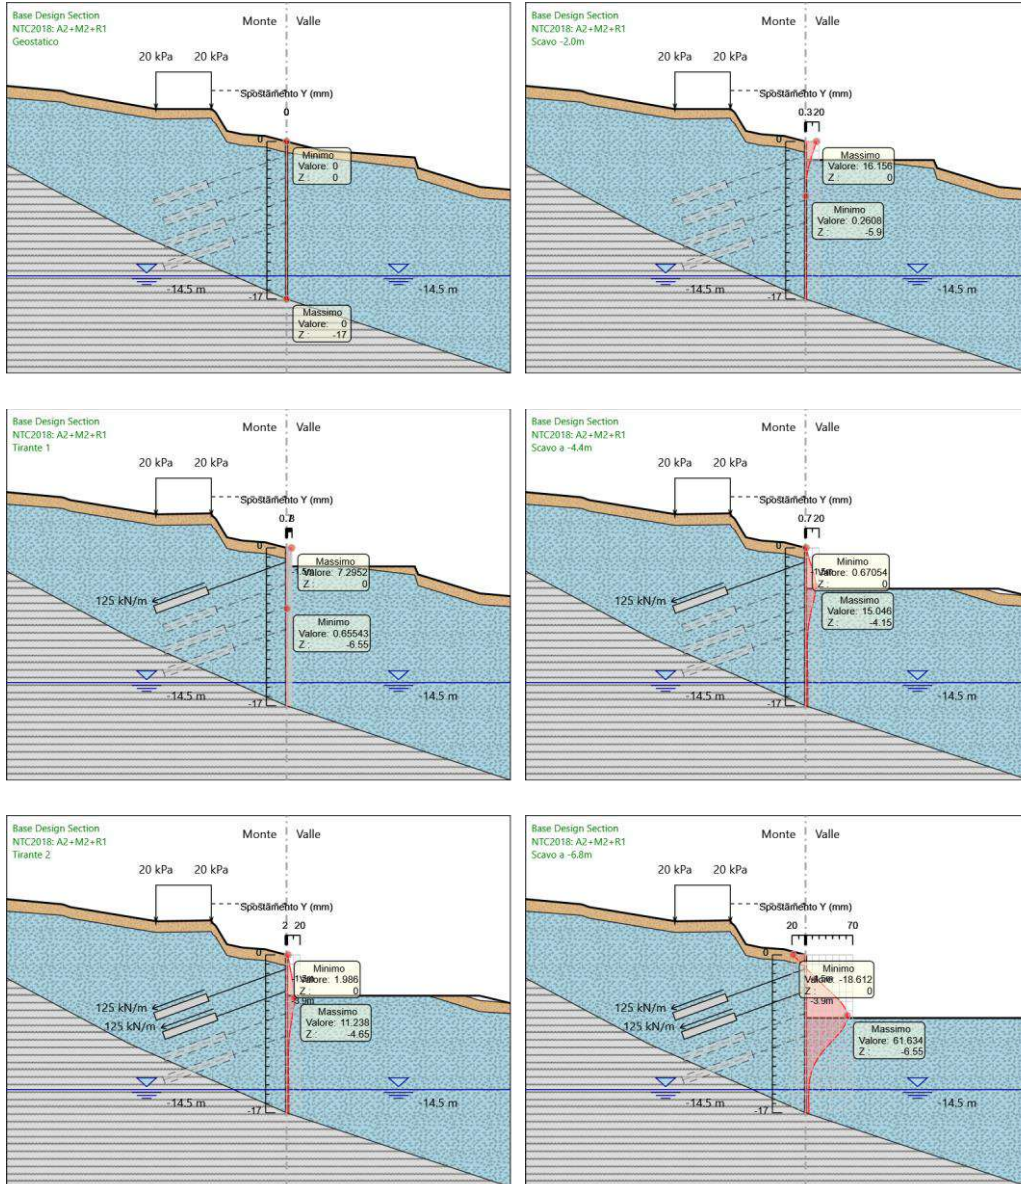 Base Design Section
NTC2018: A2+M2+R1
Geostatico
Monte Valle
20 kPa 20 kPa
Spostamento Y (mm)
0
0
Minimo
Valore: 0
Z : 0
-14.5 m -14.5 m
-17
Massimo
Valore: 0
Z : -17
Base Design Section
NTC2018: A2+M2+R1
Scavo -2.0m
Monte Valle
20 kPa 20 kPa
Spostamento Y (mm)
0.320
0
Massimo
Valore: 16.156
Z : 0
Minimo
Valore: 0.2608
Z : -5.9
-14.5 m -14.5 m
-17
Base Design Section
NTC2018: A2+M2+R1
Tirante 1
Monte Valle
20 kPa 20 kPa
Spostamento Y (mm)
0
Massimo
Valore: 7.2952
Z : 0
125 kN/m
Minimo
Valore: 0.65543
Z : -6.55
-14.5 m -14.5 m
-17
Base Design Section
NTC2018: A2+M2+R1
Scavo a -4.4m
Monte Valle
20 kPa 20 kPa
Spostamento Y (mm)
0.720
0
Minimo
Valore: 0.67054
Z : 0
125 kN/m
Massimo
Valore: 15.046
Z : -4.15
-14.5 m -14.5 m
-17
Base Design Section
NTC2018: A2+M2+R1
Tirante 2
Monte Valle
20 kPa 20 kPa
Spostamento Y (mm)
2 20
0
Minimo
Valore: 1.986
Z : 0
-3.9m
125 kN/m
125 kN/m
Massimo
Valore: 11.238
Z : -4.65
-14.5 m -14.5 m
-17
Base Design Section
NTC2018: A2+M2+R1
Scavo a -6.8m
Monte Valle
20 kPa 20 kPa
Spostamento Y (mm)
20 70
0
Minimo
Valore: -18.612
Z : 0
-3.9m
125 kN/m
125 kN/m
Massimo
Valore: 61.634
Z : -6.55
-14.5 m -14.5 m
-17